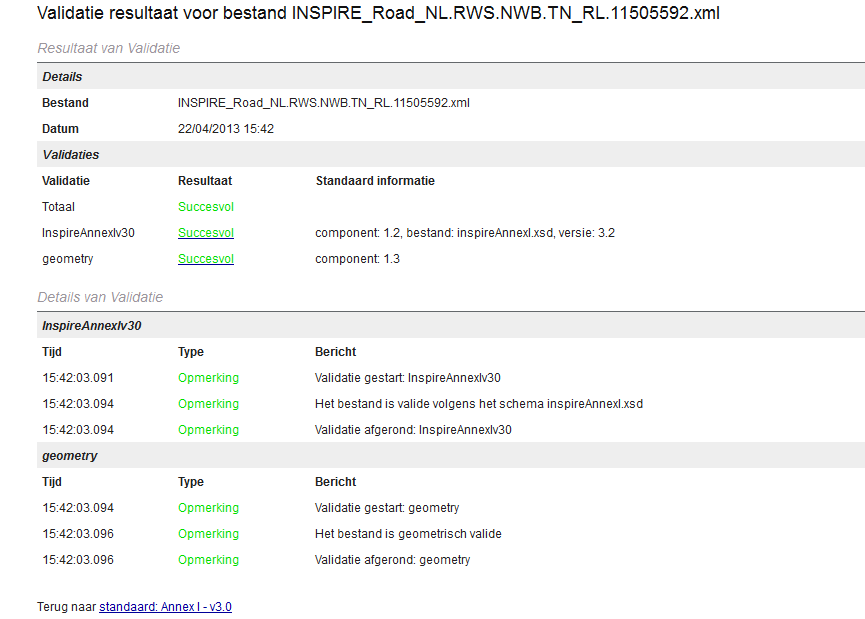 Validatie resultaat voor bestand INSPIRE_Road_NL.RWS.NWB.TN_RL.11505592.xml
Resultaat van Validatie
Details
Bestand INSPIRE_Road_NL.RWS.NWB.TN_RL.11505592.xml
Datum 22/04/2013 15:42
Validaties
Validatie Resultaat Standaard informatie
Totaal Succesvol
InspireAnnexIv30 Succesvol component: 1.2, bestand: inspireAnnexI.xsd, versie: 3.2
geometry Succesvol component: 1.3
Details van Validatie
InspireAnnexIv30
Tijd Type Bericht
15:42:03.091 Opmerking Validatie gestart: InspireAnnexIv30
15:42:03.094 Opmerking Het bestand is valide volgens het schema inspireAnnexI.xsd
15:42:03.094 Opmerking Validatie afgerond: InspireAnnexIv30
geometry
Tijd Type Bericht
15:42:03.094 Opmerking Validatie gestart: geometry
15:42:03.096 Opmerking Het bestand is geometrisch valide
15:42:03.096 Opmerking Validatie afgerond: geometry
Terug naar standaard: Annex I - v3.0